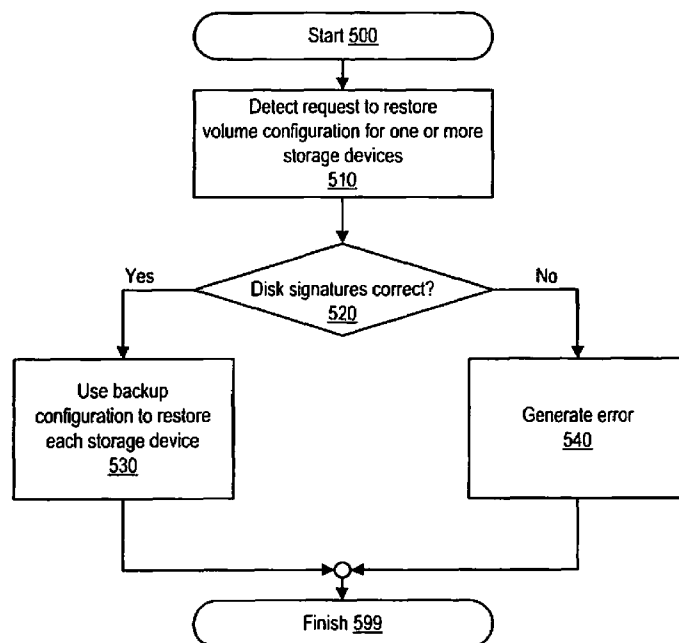 Start 500
Detect request to restore
volume configuration for one or more
storage devices
510
Yes
No
Disk signatures correct?
520
Use backup
configuration to restore
each storage device
530
Generate error
540
Finish 599